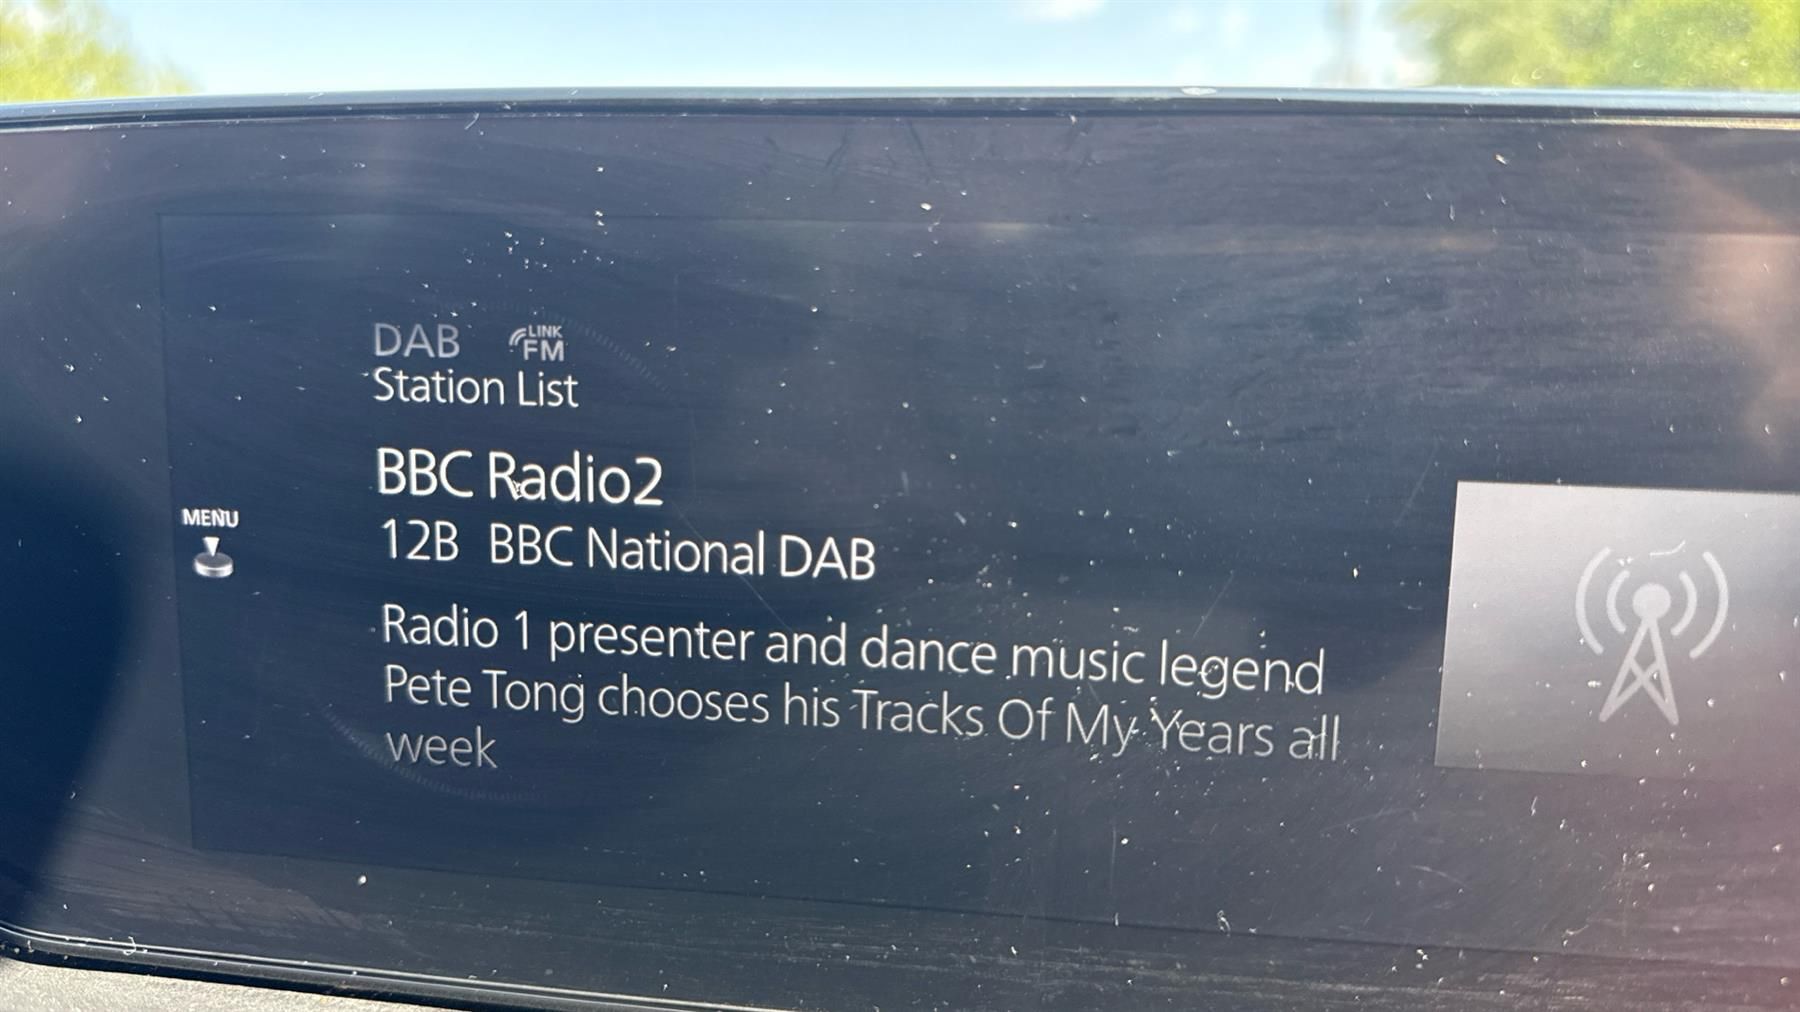 DAB LINK FM
Station List
BBC Radio2
MENU
12B BBC National DAB
Radio 1 presenter and dance music legend
Pete Tong chooses his Tracks Of My Years all
week